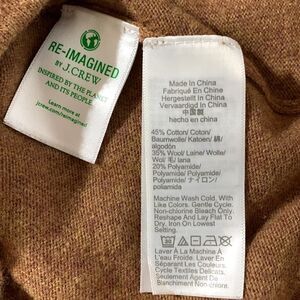 RE-IMAGINED
BY J.CREW
INSPIRED BY THE PLANET
AND ITS PEOPLE
Learn more at
jcrew.com/reimagined
Made In China
Fabriqué En China
Hergestellt In China
Vervaardigd In China
中国製
hecho en china
45% Cotton/ Coton/
Baumwolle/ Katoen/ 綿/
algodón
35% Wool/ Laine/ Wolle/
Wol/ 毛/ lana
20% Polyamide/
Polyamide/ Polyamid/
Polyamide/ ナイロン/
poliamida
Machine Wash Cold, With
Like Colors. Gentle Cycle.
Non-chlorine Bleach Only.
Reshape And Lay Flat To
Dry. Iron On Lowest
Setting.
Laver À La Machine À
L'eau Froide. Laver En
Séparant Les Couleurs.
Cycle Textiles Delicats.
Seulement Agent De
Blanchiment Non-chloré.